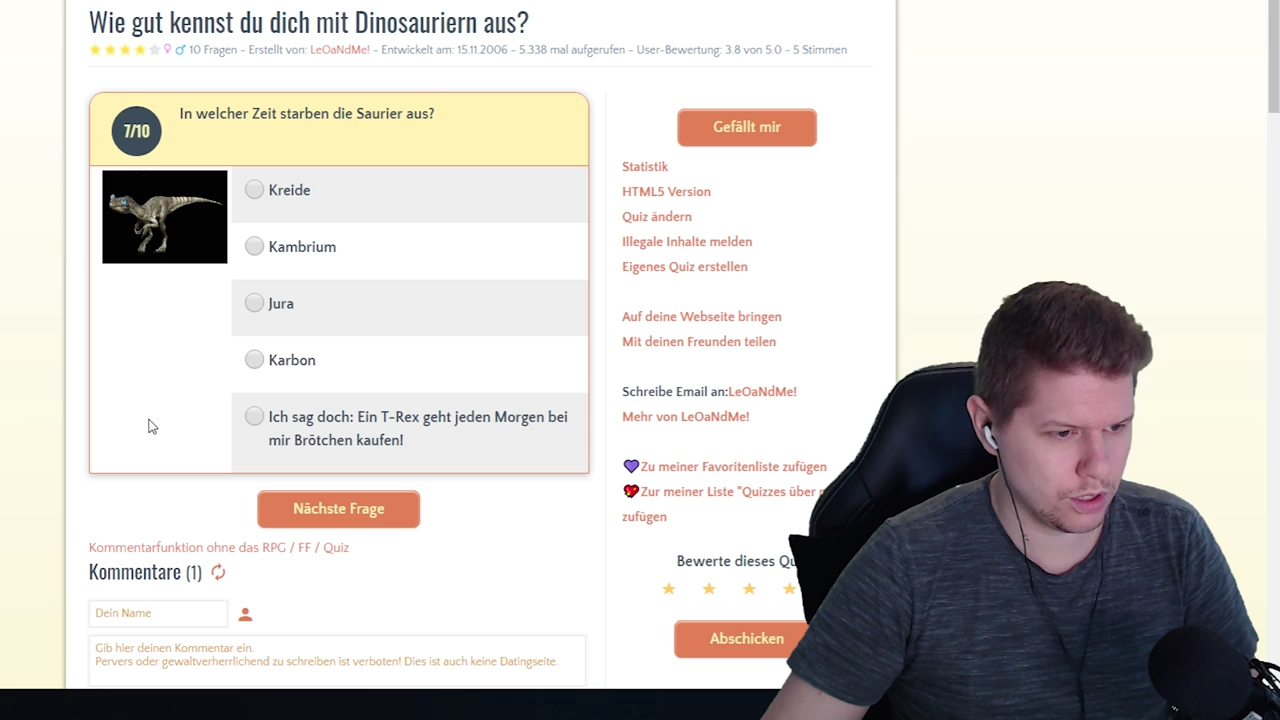 Wie gut kennst du dich mit Dinosauriern aus?
10 Fragen - Erstellt von: LeOaNdMe! - Entwickelt am: 15.11.2006 - 5.338 mal aufgerufen - User-Bewertung: 3.8 von 5.0 - 5 Stimmen
7/10
In welcher Zeit starben die Saurier aus?
Kreide
Kambrium
Jura
Karbon
Ich sag doch: Ein T-Rex geht jeden Morgen bei
mir Brötchen kaufen!
Nächste Frage
Gefällt mir
Statistik
HTML5 Version
Quiz ändern
Illegale Inhalte melden
Eigenes Quiz erstellen
Auf deine Webseite bringen
Mit deinen Freunden teilen
Schreibe Email an:LeOaNdMe!
Mehr von LeOaNdMe!
Zu meiner Favoritenliste zufügen
Zur meiner Liste "Quizzes über
zufügen
Bewerte dieses
Abschicken
Kommentarfunktion ohne das RPG / FF / Quiz
Kommentare (1)
Dein Name
Gib hier deinen Kommentar ein.
Pervers oder gewaltverherrlichend zu schreiben ist verboten! Dies ist auch keine Datingseite.